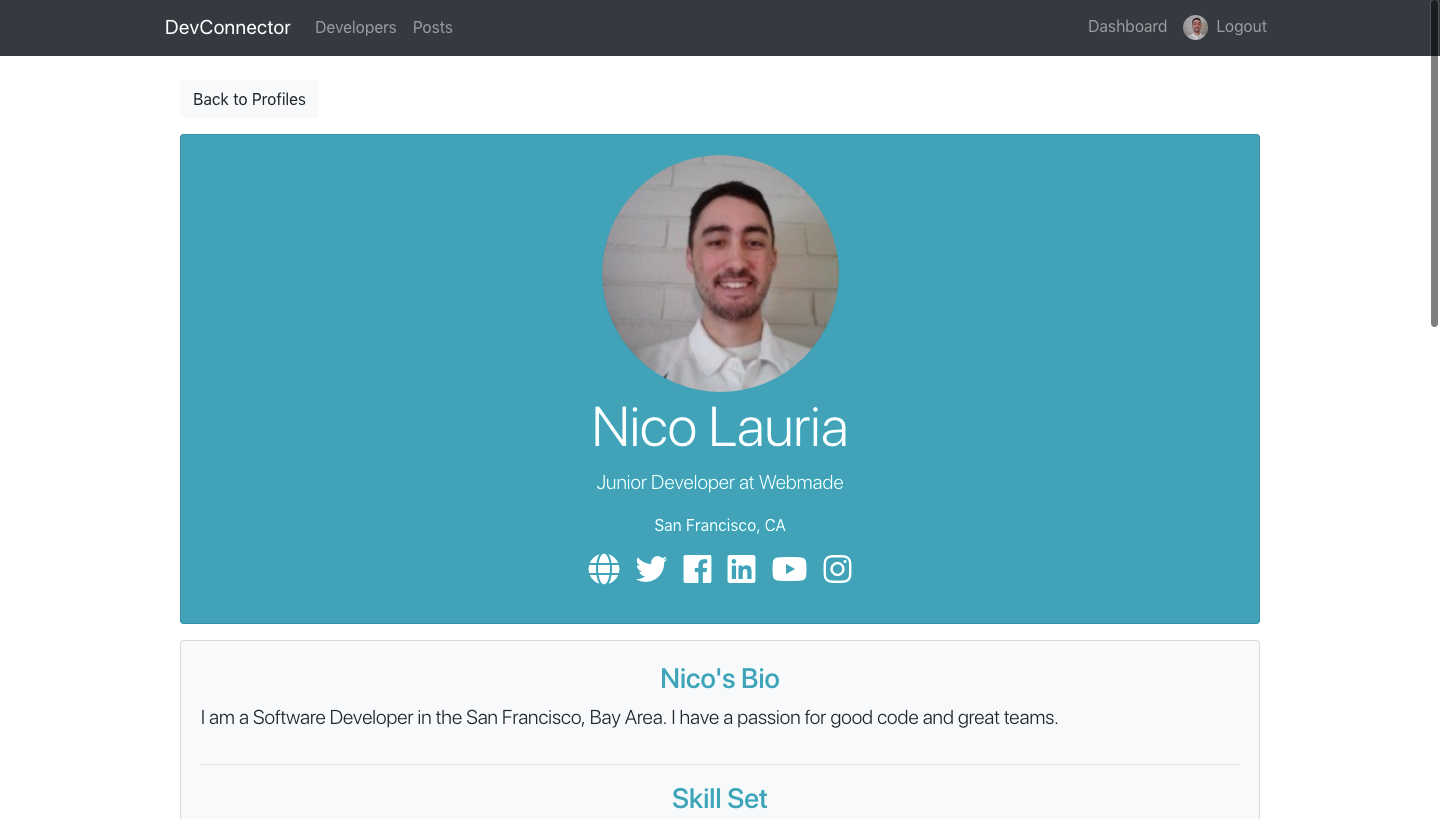 DevConnector Developers Posts Dashboard Logout
Back to Profiles
Nico Lauria
Junior Developer at Webmade
San Francisco, CA
Nico's Bio
I am a Software Developer in the San Francisco, Bay Area. I have a passion for good code and great teams.
Skill Set